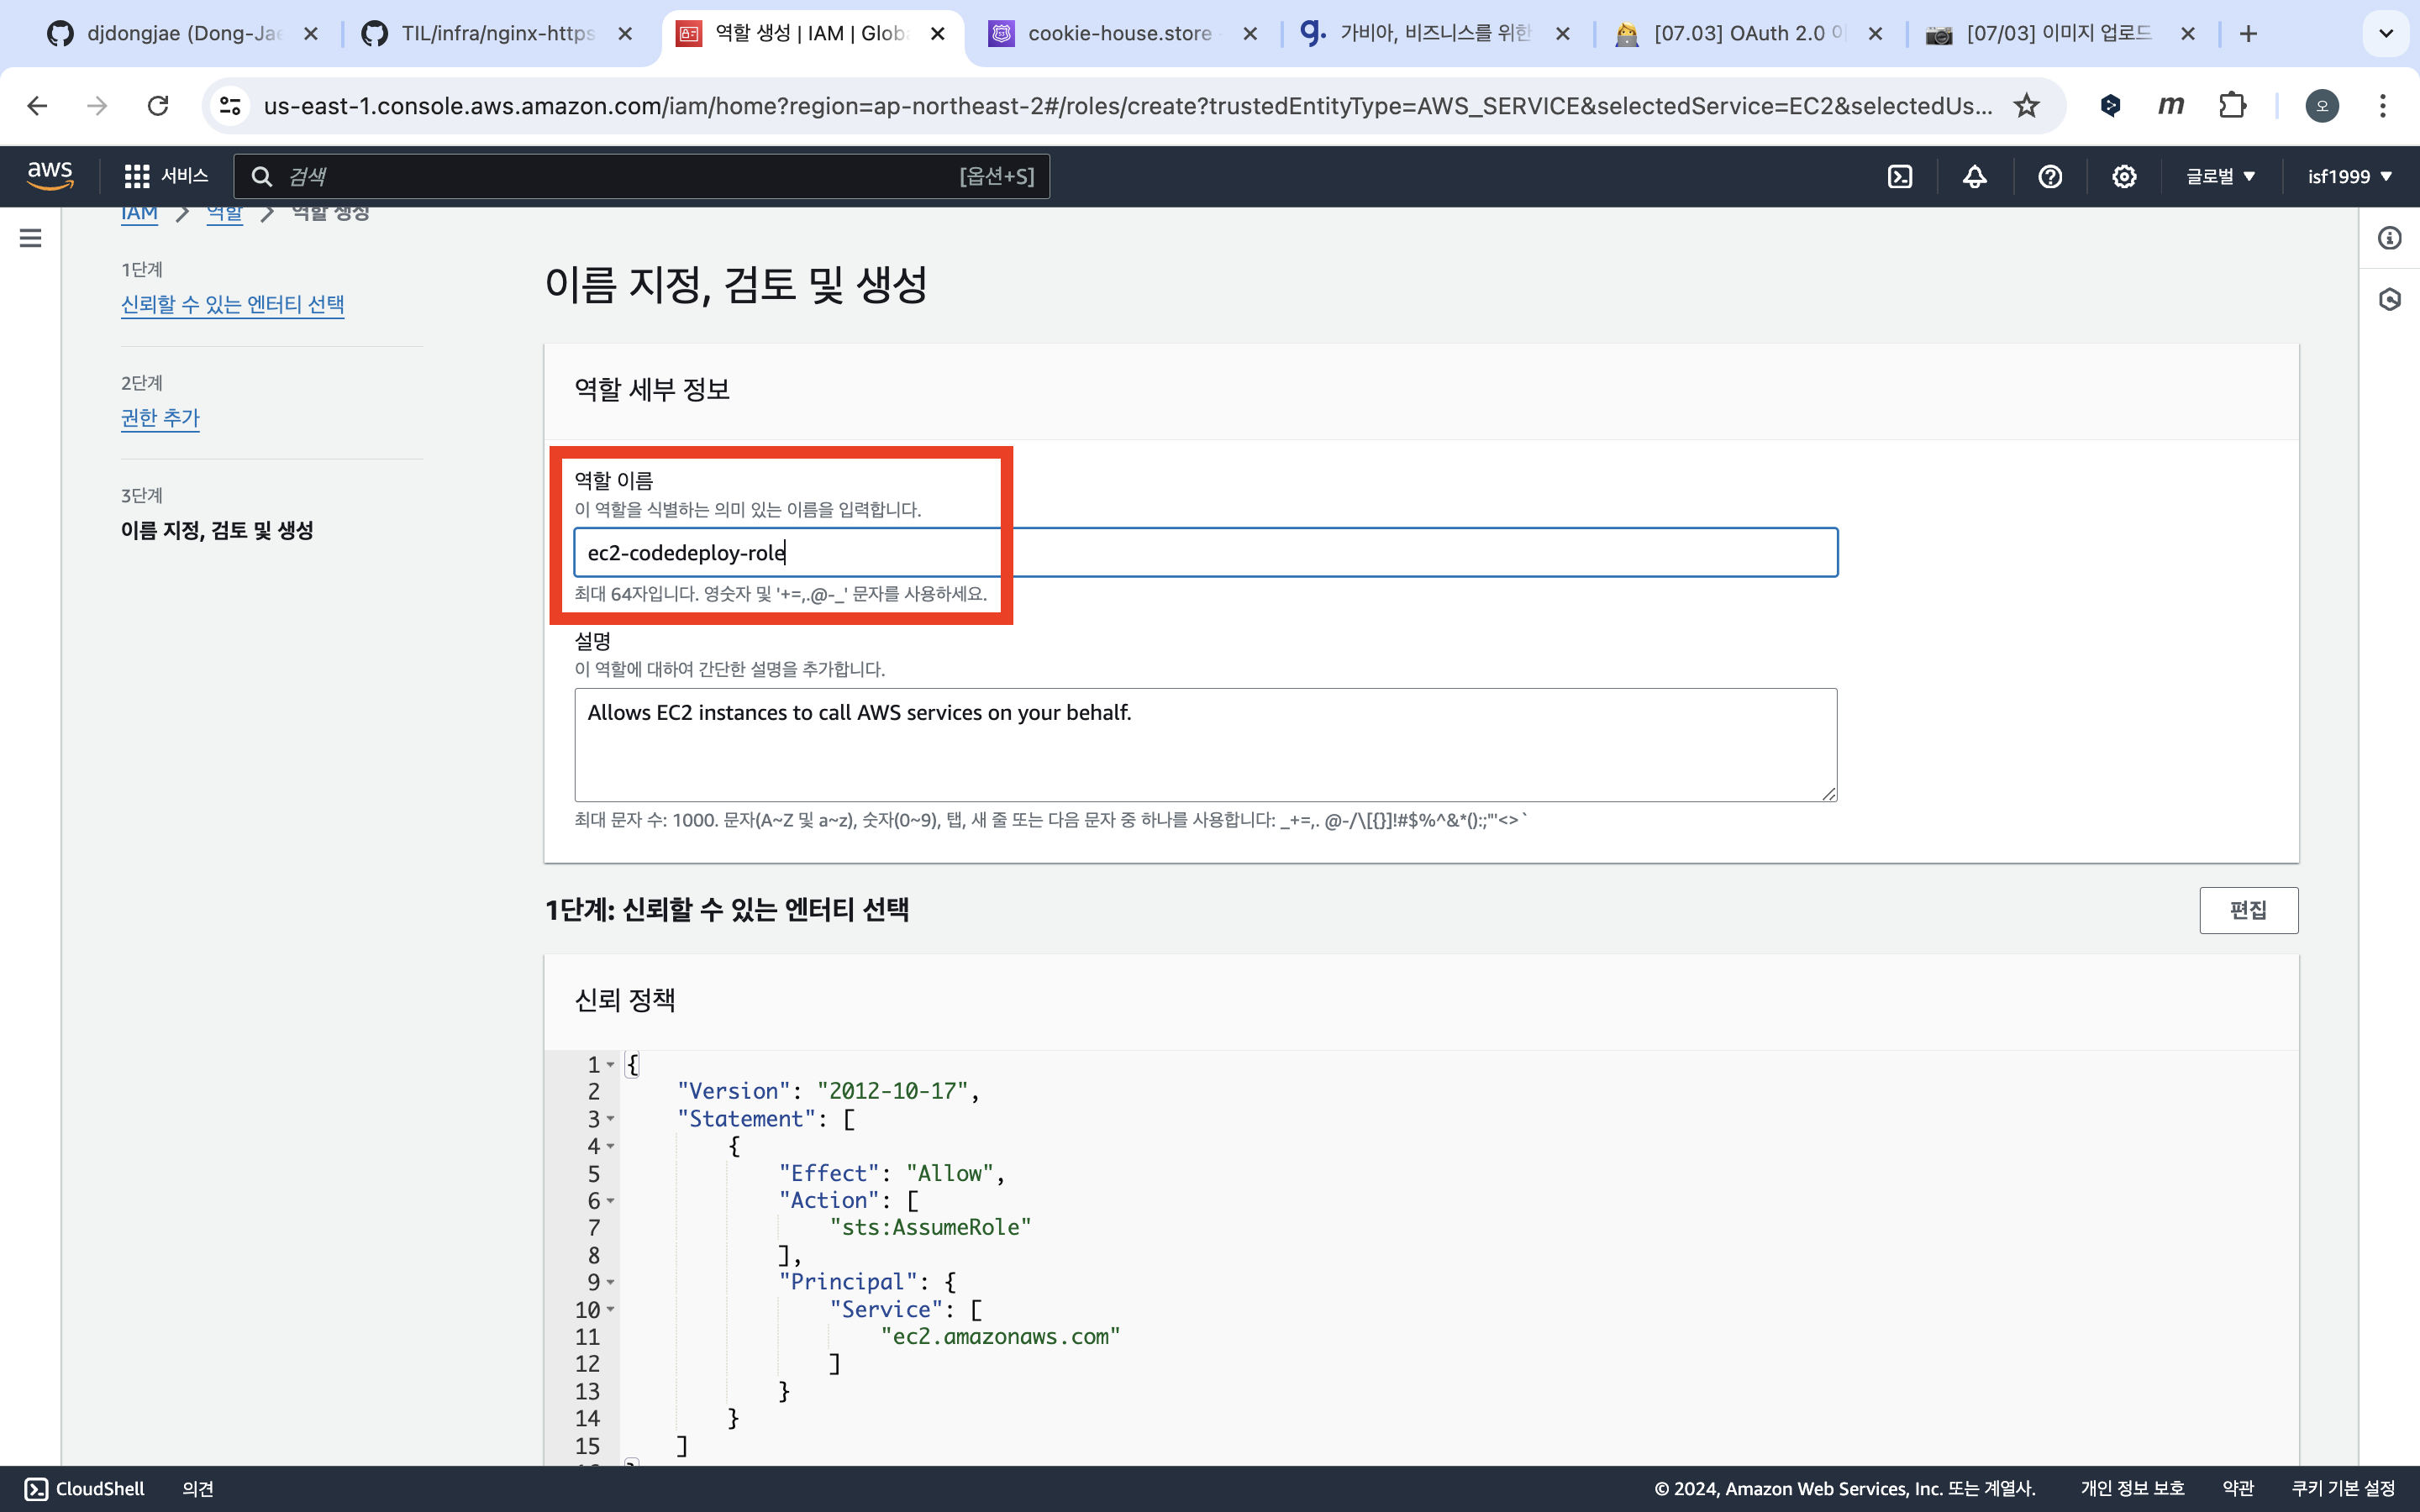 djdongjae (Dong-Jae
TIL/infra/nginx-https
역할 생성 | IAM | Globa
cookie-house.store
g. 가비아, 비즈니스를 위한
[07.03] OAuth 2.0 이
[07/03] 이미지 업로드
us-east-1.console.aws.amazon.com/iam/home?region=ap-northeast-2#/roles/create?trustedEntityType=AWS_SERVICE&selectedService=EC2&selectedUs...
m
오
aws
서비스
검색
[옵션+S]
글로벌
isf1999
IAM
역할
역할 생성
1단계
신뢰할 수 있는 엔터티 선택
2단계
권한 추가
3단계
이름 지정, 검토 및 생성
이름 지정, 검토 및 생성
역할 세부 정보
역할 이름
이 역할을 식별하는 의미 있는 이름을 입력합니다.
ec2-codedeploy-role
최대 64자입니다. 영숫자 및 '+=,.@-_' 문자를 사용하세요.
설명
이 역할에 대하여 간단한 설명을 추가합니다.
Allows EC2 instances to call AWS services on your behalf.
최대 문자 수: 1000. 문자(A~Z 및 a~z), 숫자(0~9), 탭, 새 줄 또는 다음 문자 중 하나를 사용합니다: _+=,. @-/\[{}]!#$%^&*():;"'<>`
1단계: 신뢰할 수 있는 엔터티 선택
편집
신뢰 정책
1 {
2 "Version": "2012-10-17",
3 "Statement": [
4 {
5 "Effect": "Allow",
6 "Action": [
7 "sts:AssumeRole"
8 ],
9 "Principal": {
10 "Service": [
11 "ec2.amazonaws.com"
12 ]
13 }
14 }
15 ]
CloudShell
의견
© 2024, Amazon Web Services, Inc. 또는 계열사.
개인 정보 보호
약관
쿠키 기본 설정